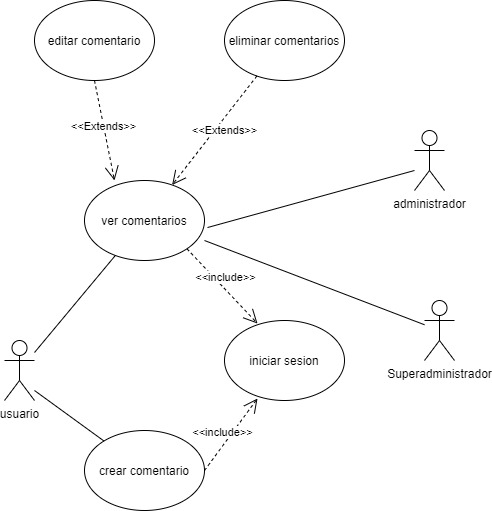 editar comentario
eliminar comentarios
<<Extends>>
<<Extends>>
administrador
ver comentarios
<<include>>
iniciar sesion
Superadministrador
usuario
<<include>>
crear comentario